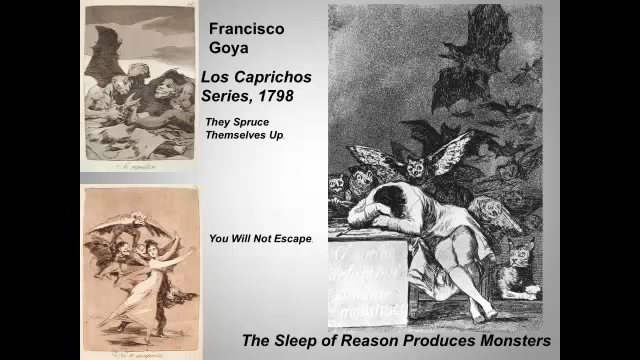 Francisco
Goya
Los Caprichos
Series, 1798
They Spruce
Themselves Up.
You Will Not Escape.
The Sleep of Reason Produces Monsters